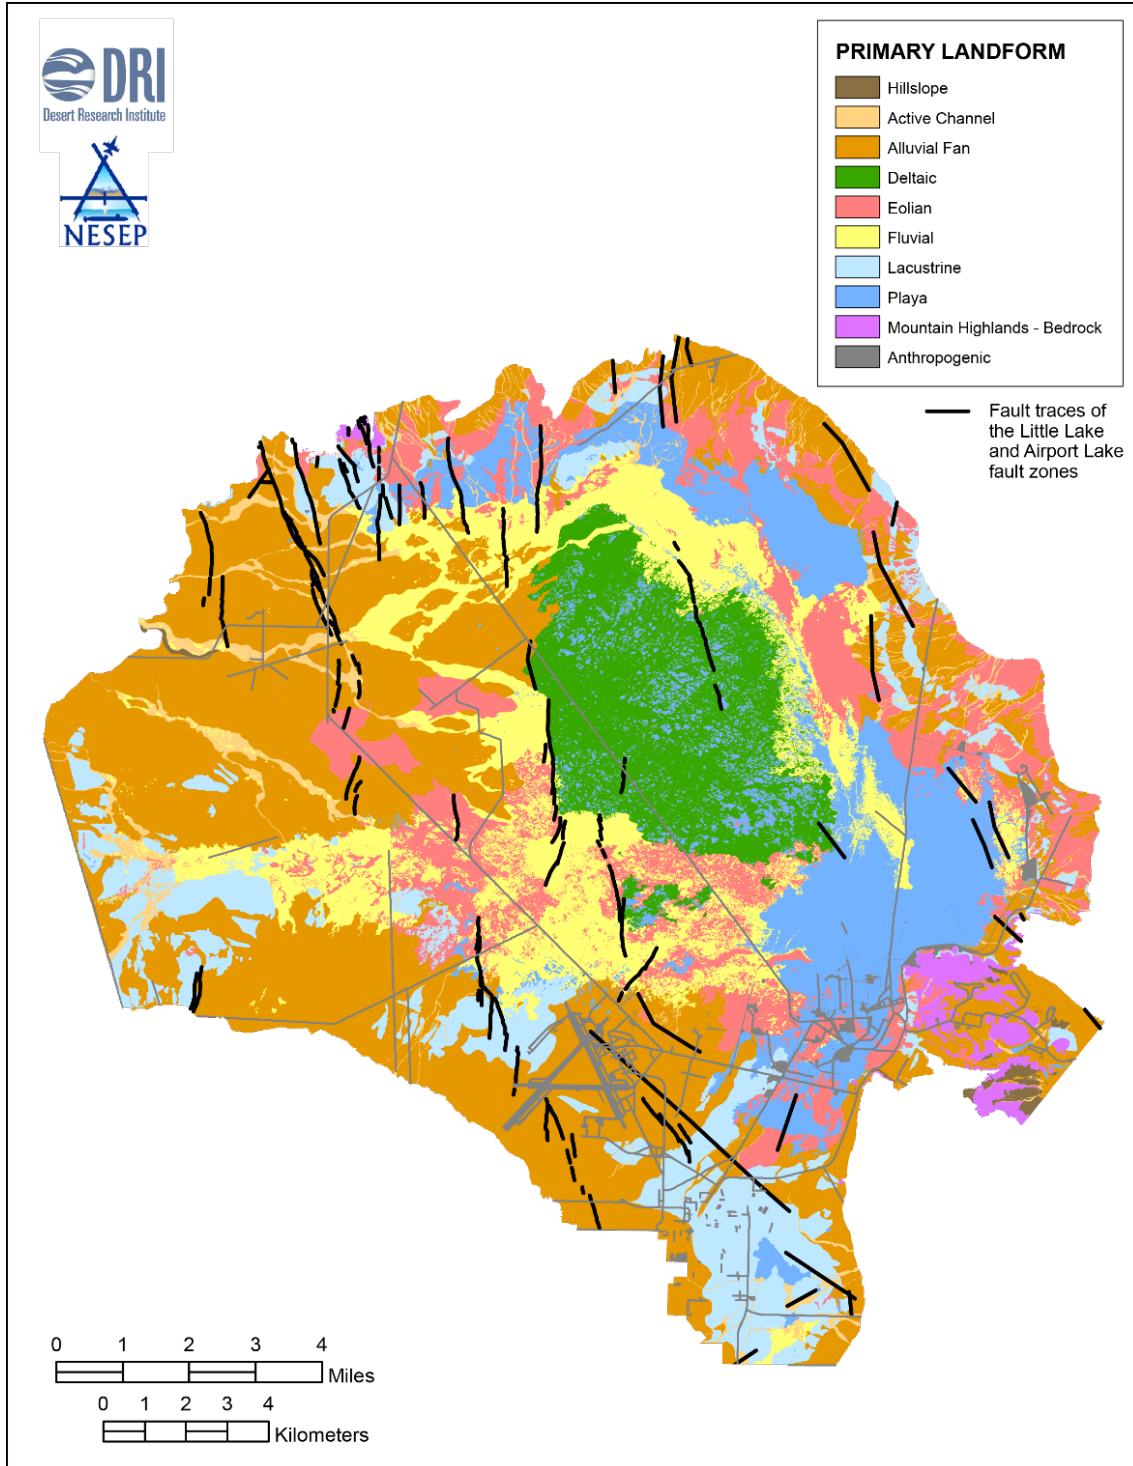 DRI
Desert Research Institute
NESEP
PRIMARY LANDFORM
Hillslope
Active Channel
Alluvial Fan
Deltaic
Eolian
Fluvial
Lacustrine
Playa
Mountain Highlands - Bedrock
Anthropogenic
Fault traces of
the Little Lake
and Airport Lake
fault zones
0 1 2 3 4
Miles
0 1 2 3 4
Kilometers